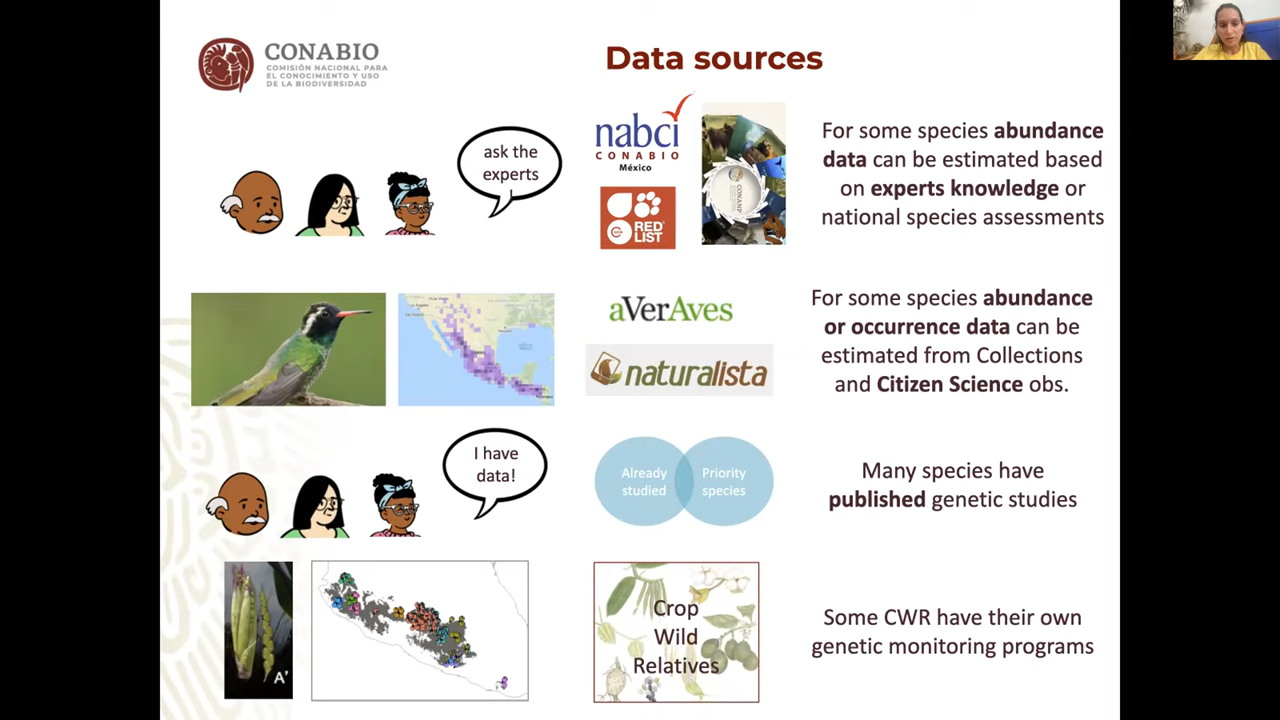 CONABIO
COMISIÓN NACIONAL PARA
EL CONOCIMIENTO Y USO
DE LA BIODIVERSIDAD
Data sources
ask the
experts
nabci
CONABIO
México
RED
LIST
CONANP
For some species abundance
data can be estimated based
on experts knowledge or
national species assessments
aVerAves
naturalista
For some species abundance
or occurrence data can be
estimated from Collections
and Citizen Science obs.
I have
data!
Already
studied
Priority
species
Many species have
published genetic studies
A'
Crop
Wild
Relatives
Some CWR have their own
genetic monitoring programs